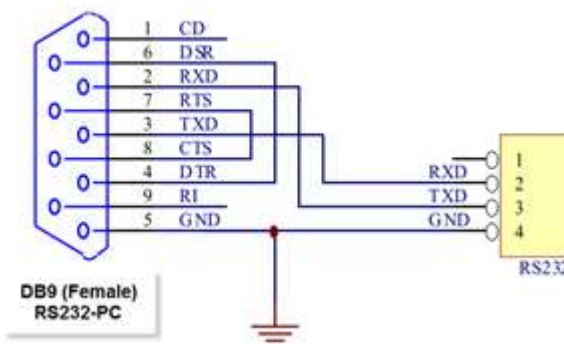 1 CD
6 DSR
2 RXD
7 RTS
3 TXD
8 CTS
4 DTR
9 RI
5 GND
1
RXD 2
TXD 3
GND 4
RS232
DB9 (Female)
RS232-PC